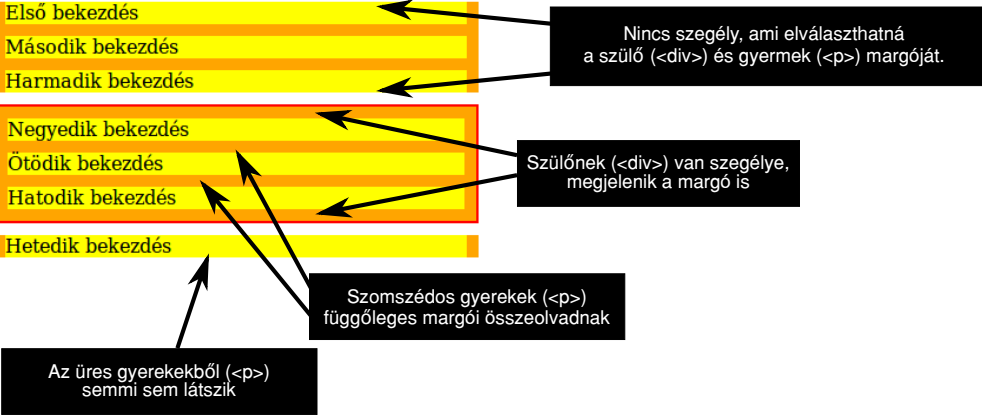 Első bekezdés
Második bekezdés
Harmadik bekezdés
Nincs szegély, ami elválaszthatná
a szülő (<div>) és gyermek (<p>) margóját.
Negyedik bekezdés
Ötödik bekezdés
Hatodik bekezdés
Szülőnek (<div>) van szegélye,
megjelenik a margó is
Hetedik bekezdés
Szomszédos gyerekek (<p>)
függőleges margói összeolvadnak
Az üres gyerekekből (<p>)
semmi sem látszik